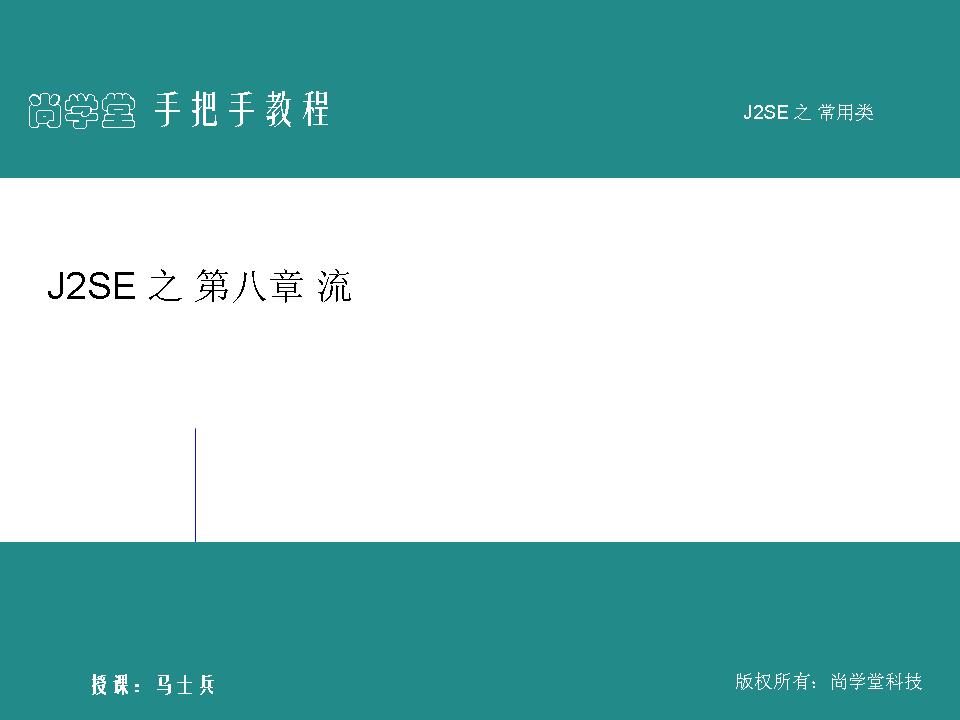 尚学堂 手把手教程
J2SE 之 常用类
J2SE 之 第八章 流
授课：马士兵
版权所有：尚学堂科技